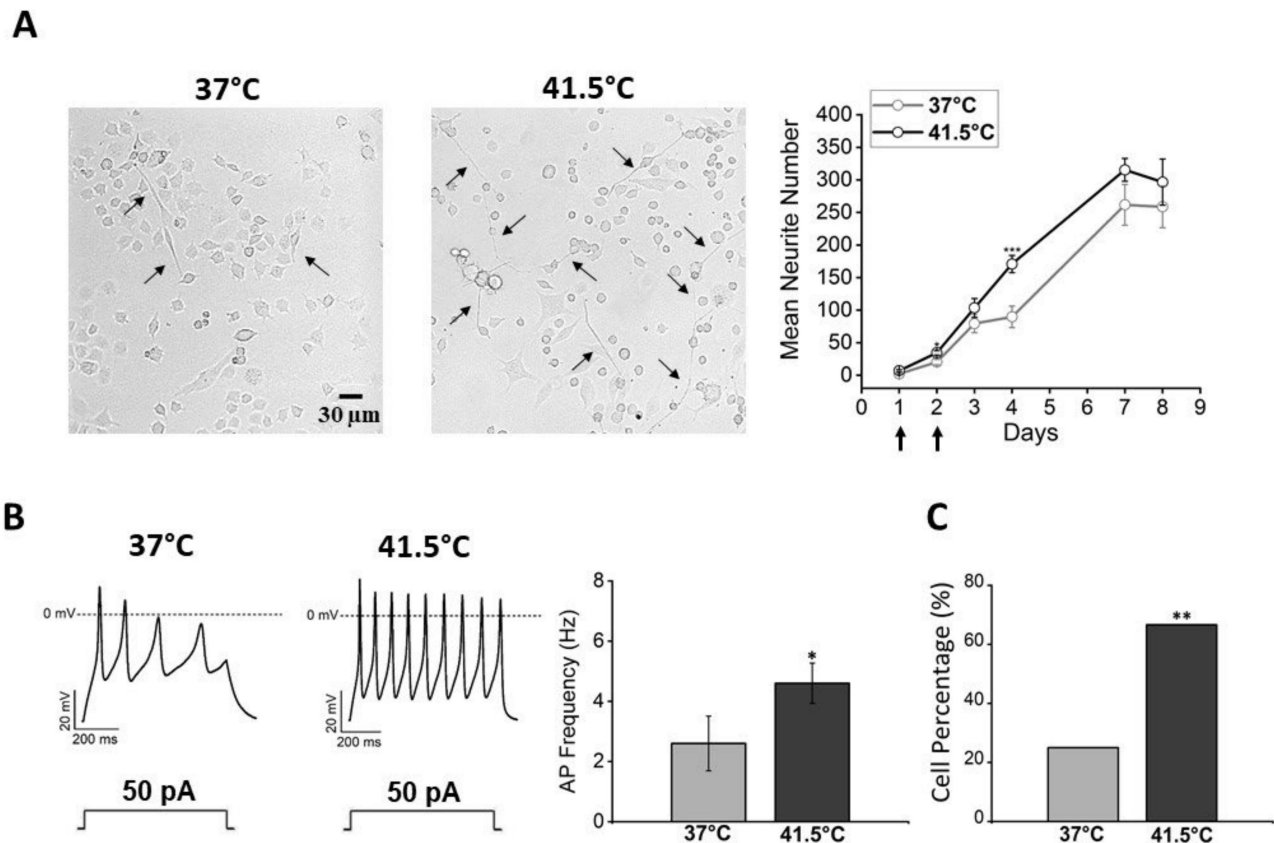 A
37°C
41.5°C
30 µm
37°C
41.5°C
Mean Neurite Number
400
350
300
250
200
150
100
50
0
***
*
0 1 2 3 4 5 6 7 8 9
Days
B
37°C
41.5°C
0 mV
0 mV
20 mV
200 ms
20 mV
200 ms
50 pA
50 pA
AP Frequency (Hz)
8
6
4
2
0
*
37°C 41.5°C
C
Cell Percentage (%)
80
60
40
20
0
**
37°C 41.5°C